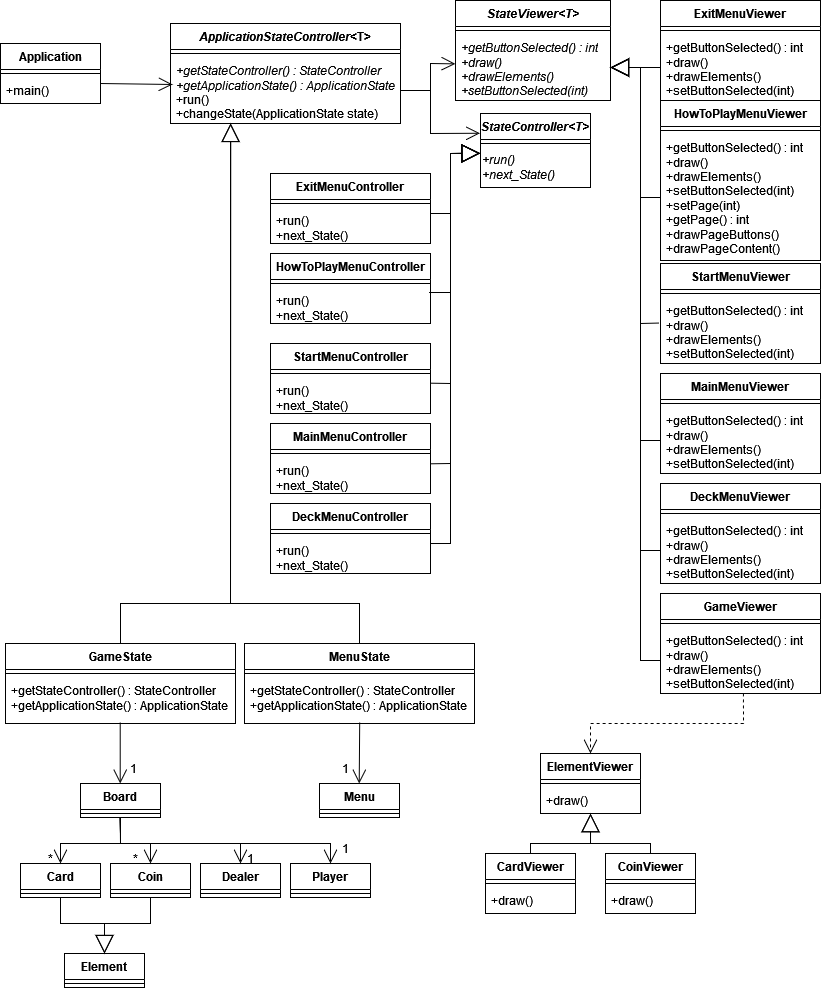 Application
+main()
ApplicationStateController<T>
+getStateController() : StateController
+getApplicationState() : ApplicationState
+run()
+changeState(ApplicationState state)
StateViewer<T>
+getButtonSelected() : int
+draw()
+drawElements()
+setButtonSelected(int)
StateController<T>
+run()
+next_State()
ExitMenuViewer
+getButtonSelected() : int
+draw()
+drawElements()
+setButtonSelected(int)
HowToPlayMenuViewer
+getButtonSelected() : int
+draw()
+drawElements()
+setButtonSelected(int)
+setPage(int)
+getPage() : int
+drawPageButtons()
+drawPageContent()
StartMenuViewer
+getButtonSelected() : int
+draw()
+drawElements()
+setButtonSelected(int)
MainMenuViewer
+getButtonSelected() : int
+draw()
+drawElements()
+setButtonSelected(int)
DeckMenuViewer
+getButtonSelected() : int
+draw()
+drawElements()
+setButtonSelected(int)
GameViewer
+getButtonSelected() : int
+draw()
+drawElements()
+setButtonSelected(int)
ExitMenuController
+run()
+next_State()
HowToPlayMenuController
+run()
+next_State()
StartMenuController
+run()
+next_State()
MainMenuController
+run()
+next_State()
DeckMenuController
+run()
+next_State()
GameState
+getStateController() : StateController
+getApplicationState() : ApplicationState
MenuState
+getStateController() : StateController
+getApplicationState() : ApplicationState
1
1
Board
Menu
*
*
1
1
Card
Coin
Dealer
Player
Element
ElementViewer
+draw()
CardViewer
+draw()
CoinViewer
+draw()